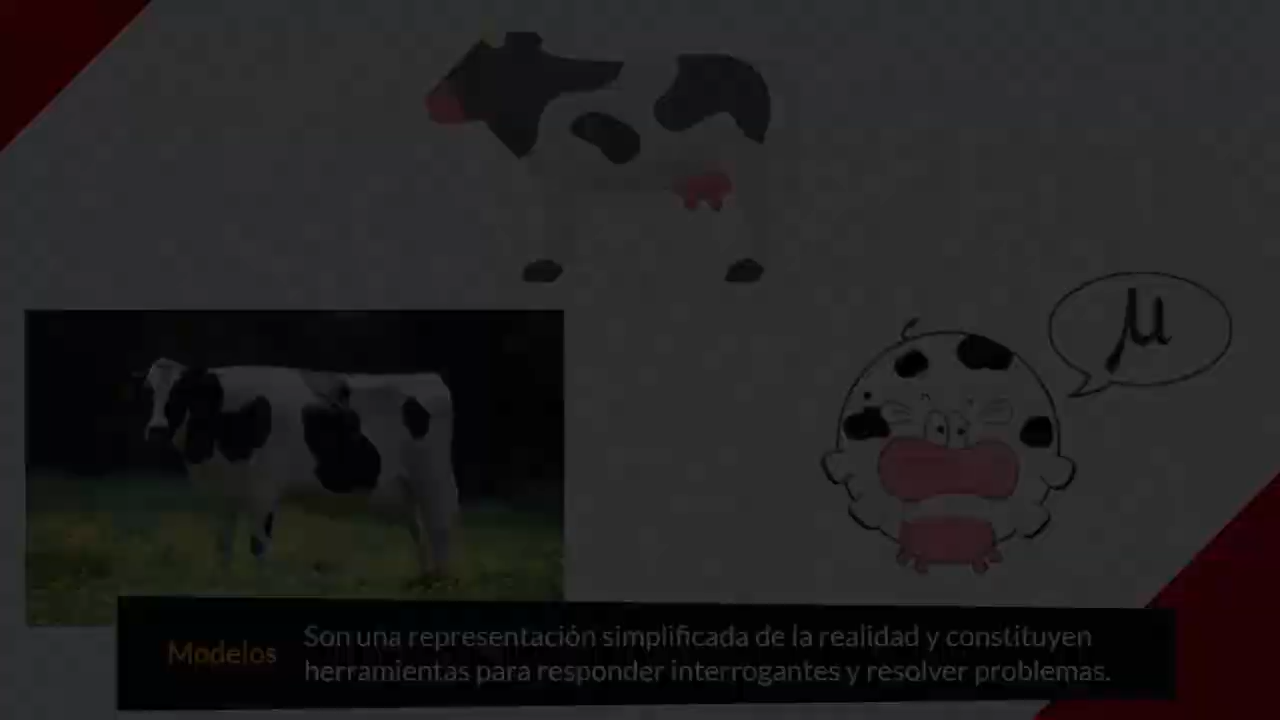 μ
Modelos
Son una representación simplificada de la realidad y constituyen
herramientas para responder interrogantes y resolver problemas.